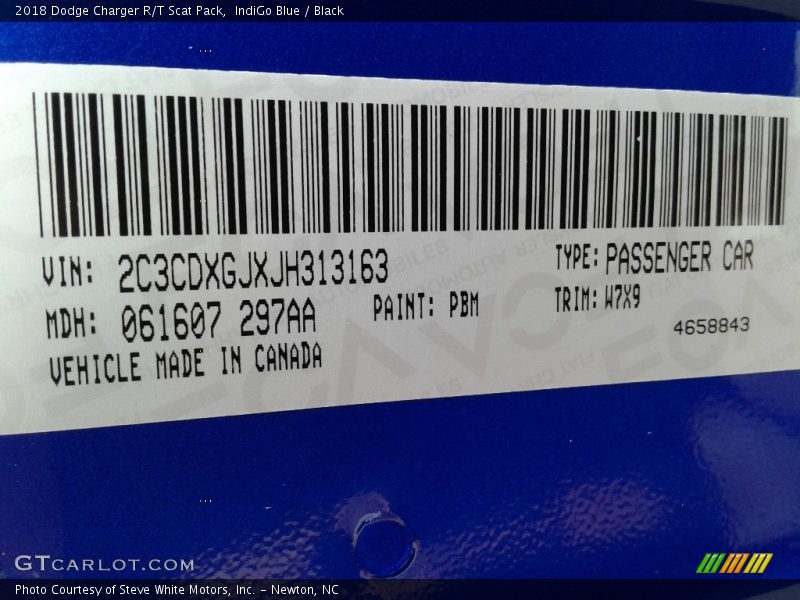 2018 Dodge Charger R/T Scat Pack, IndiGo Blue / Black
VIN: 2C3CDXGJXJH313163
TYPE: PASSENGER CAR
MDH: 061607 297AA
PAINT: PBM
TRIM: W7X9
4658843
VEHICLE MADE IN CANADA
GTCARLOT.COM
Photo Courtesy of Steve White Motors, Inc. - Newton, NC